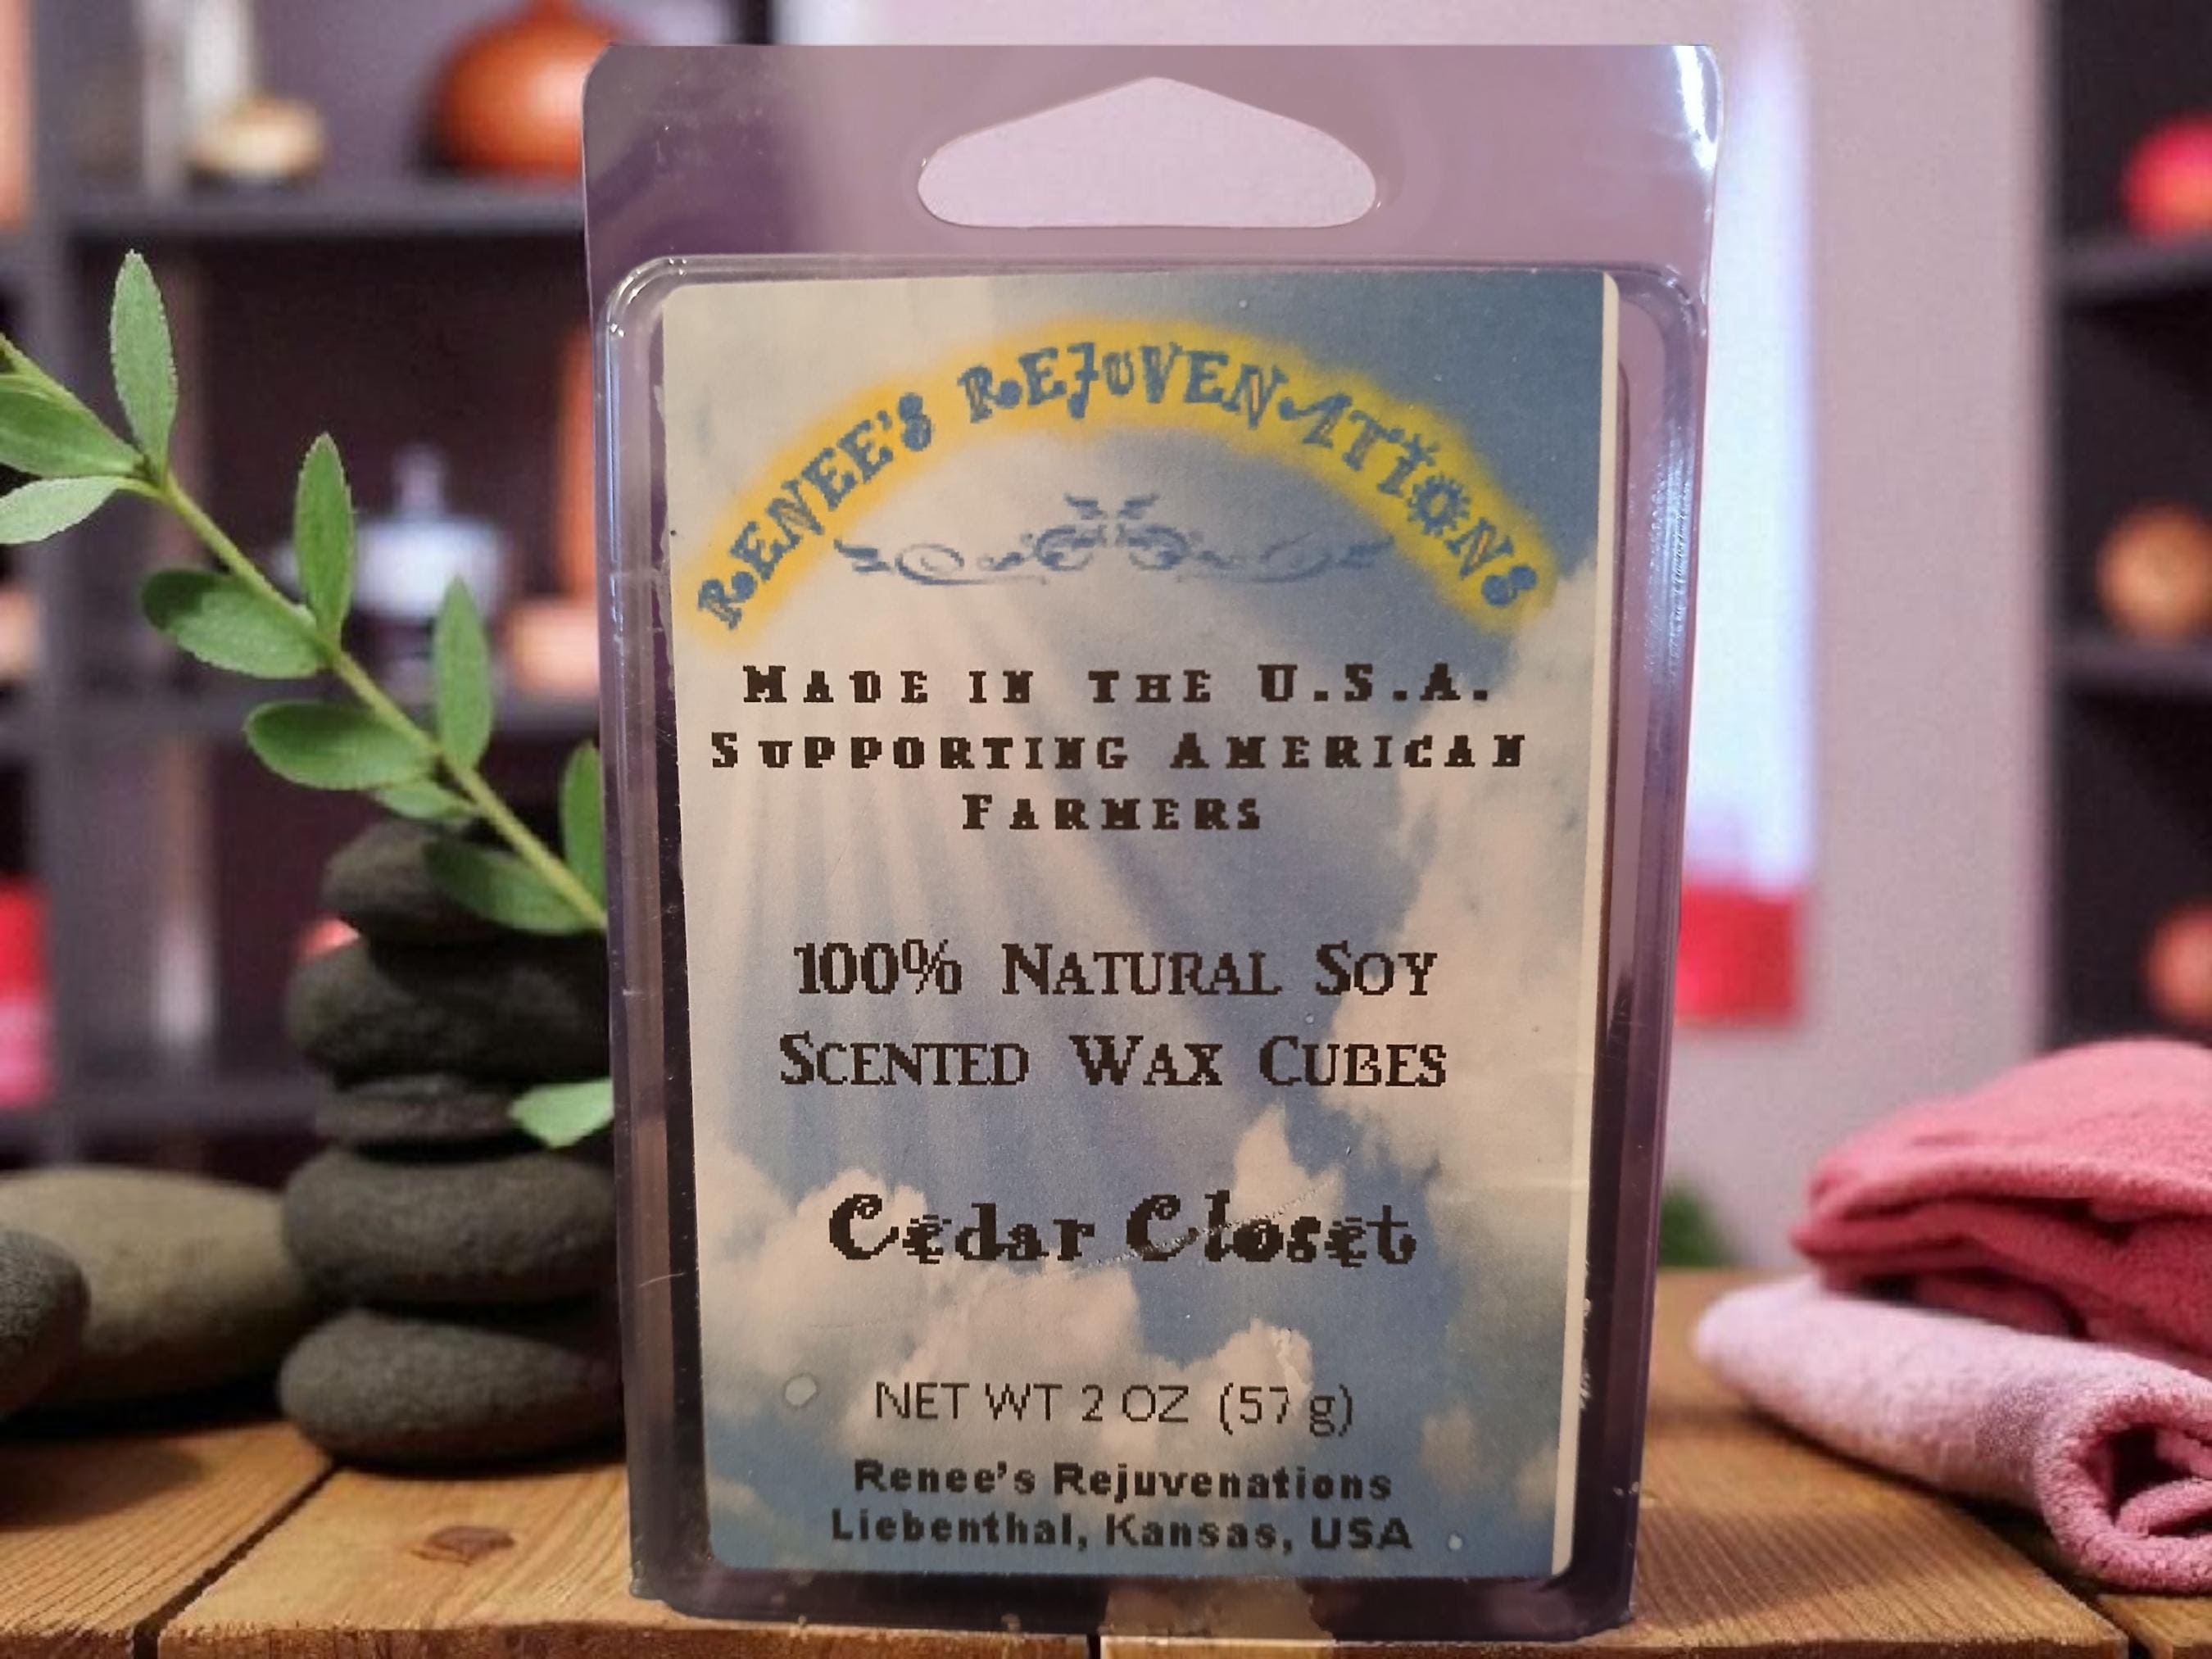 RENEE'S REJUVENATIONS
MADE IN THE U.S.A.
SUPPORTING AMERICAN
FARMERS
100% NATURAL SOY
SCENTED WAX CUBES
Cedar Closet
NET WT 2 OZ (57 g)
Renee's Rejuvenations
Liebenthal, Kansas, USA